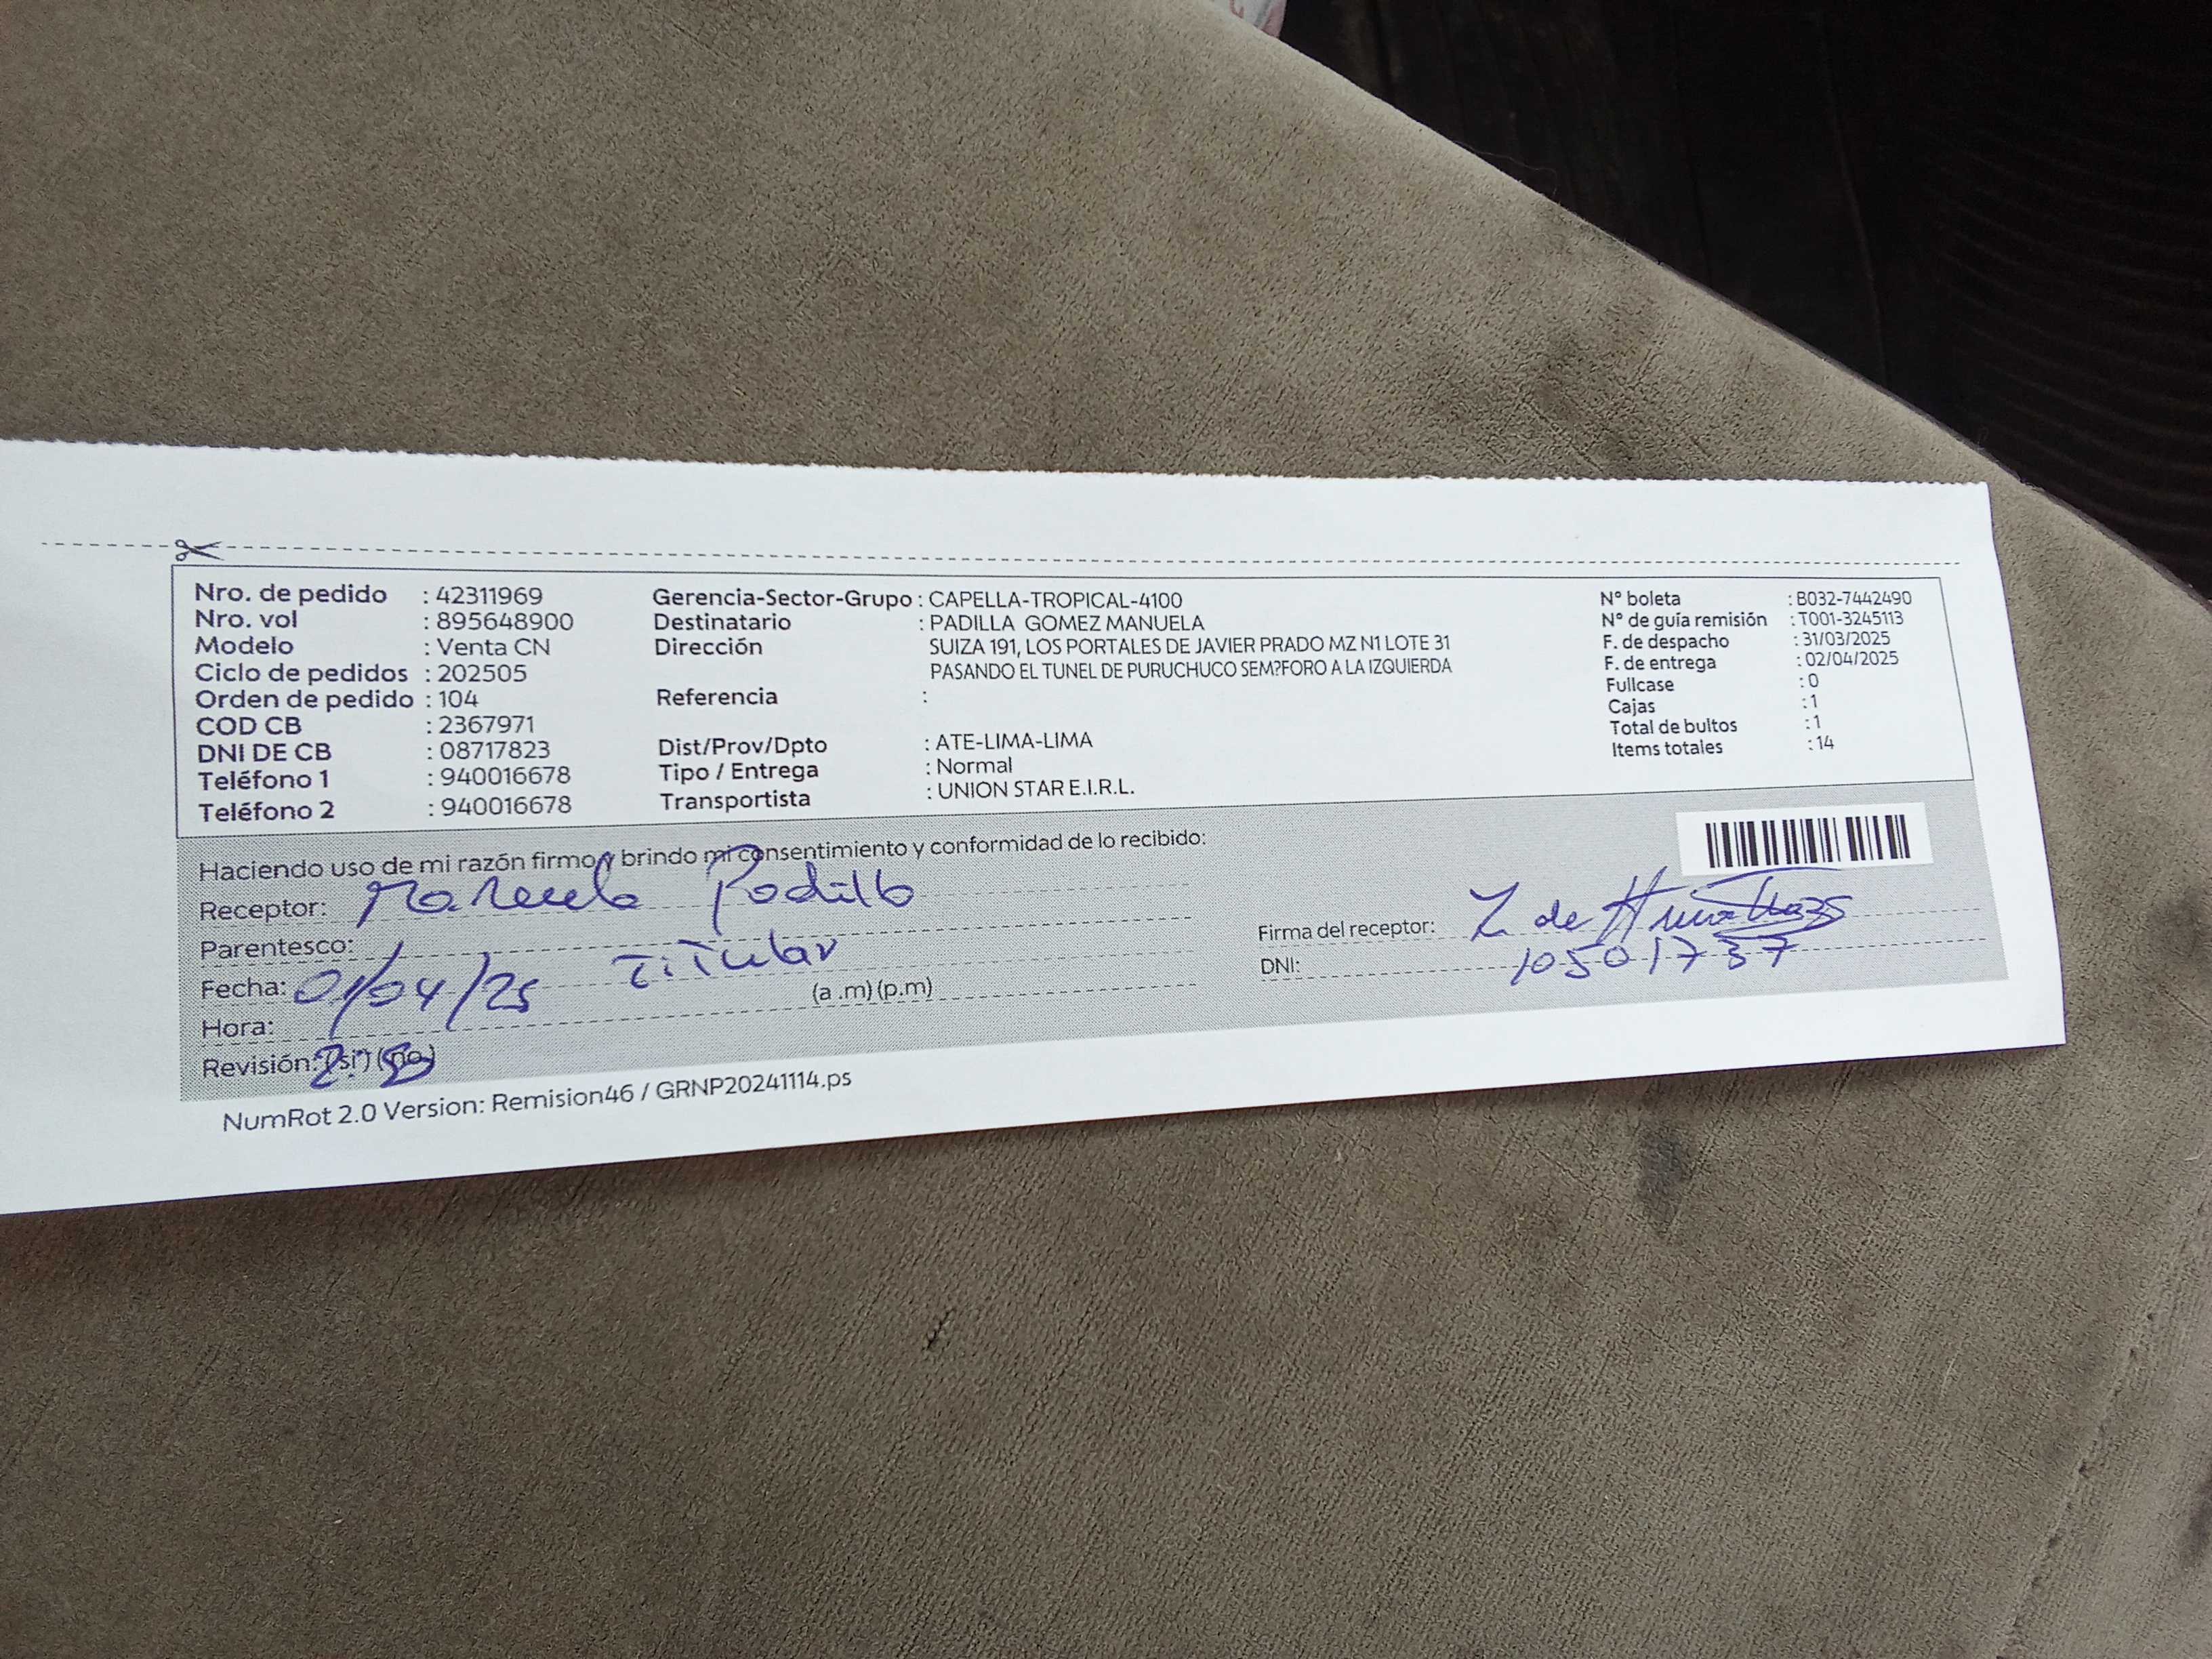 Nro. de pedido : 42311969
Nro. vol : 895648900
Modelo : Venta CN
Ciclo de pedidos : 202505
Orden de pedido : 104
COD CB : 2367971
DNI DE CB : 08717823
Teléfono 1 : 940016678
Teléfono 2 : 940016678
Gerencia-Sector-Grupo : CAPELLA-TROPICAL-4100
Destinatario : PADILLA GOMEZ MANUELA
Dirección SUIZA 191, LOS PORTALES DE JAVIER PRADO MZ N1 LOTE 31
PASANDO EL TUNEL DE PURUCHUCO SEM?FORO A LA IZQUIERDA
Referencia :
Dist/Prov/Dpto : ATE-LIMA-LIMA
Tipo / Entrega : Normal
Transportista : UNION STAR E.I.R.L.
N° boleta : B032-7442490
N° de guía remisión : T001-3245113
F. de despacho : 31/03/2025
F. de entrega : 02/04/2025
Fullcase : 0
Cajas : 1
Total de bultos : 1
Items totales : 14
Haciendo uso de mi razón firmo y brindo mi consentimiento y conformidad de lo recibido:
Receptor:
Parentesco: Titular
Fecha: 01/04/25
Hora: (a .m) (p.m)
Revisión: (si) (no)
Firma del receptor: Z de
DNI: 10501737
NumRot 2.0 Version: Remision46 / GRNP20241114.ps